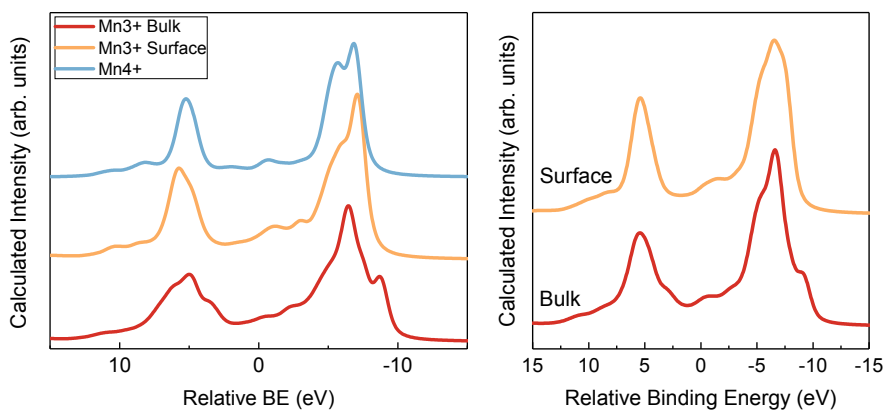 Mn3+ Bulk
Mn3+ Surface
Mn4+
Calculated Intensity (arb. units)
10
0
-10
Relative BE (eV)
Calculated Intensity (arb. units)
Surface
Bulk
15
10
5
0
-5
-10
-15
Relative Binding Energy (eV)